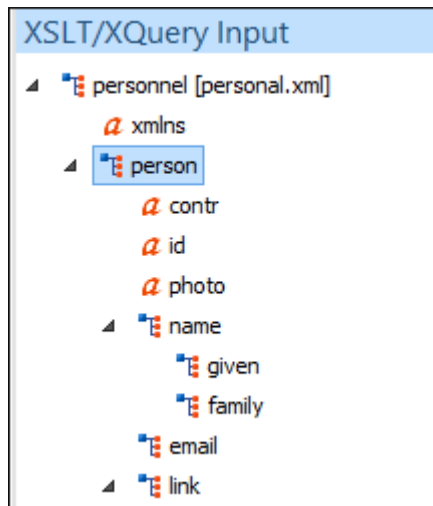 XSLT/XQuery Input
personnel [personal.xml]
a xmlns
person
a contr
a id
a photo
name
given
family
email
link